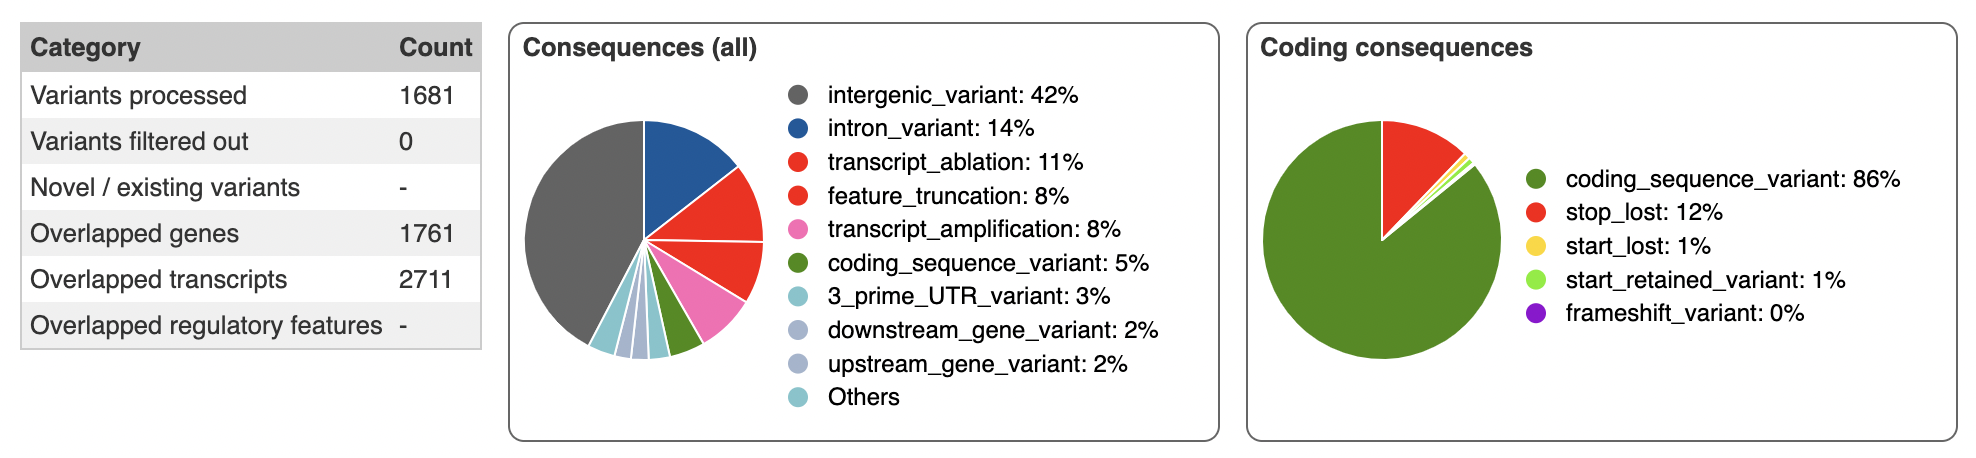 Category Count
Variants processed 1681
Variants filtered out 0
Novel / existing variants -
Overlapped genes 1761
Overlapped transcripts 2711
Overlapped regulatory features -
Consequences (all)
intergenic_variant: 42%
intron_variant: 14%
transcript_ablation: 11%
feature_truncation: 8%
transcript_amplification: 8%
coding_sequence_variant: 5%
3_prime_UTR_variant: 3%
downstream_gene_variant: 2%
upstream_gene_variant: 2%
Others
Coding consequences
coding_sequence_variant: 86%
stop_lost: 12%
start_lost: 1%
start_retained_variant: 1%
frameshift_variant: 0%